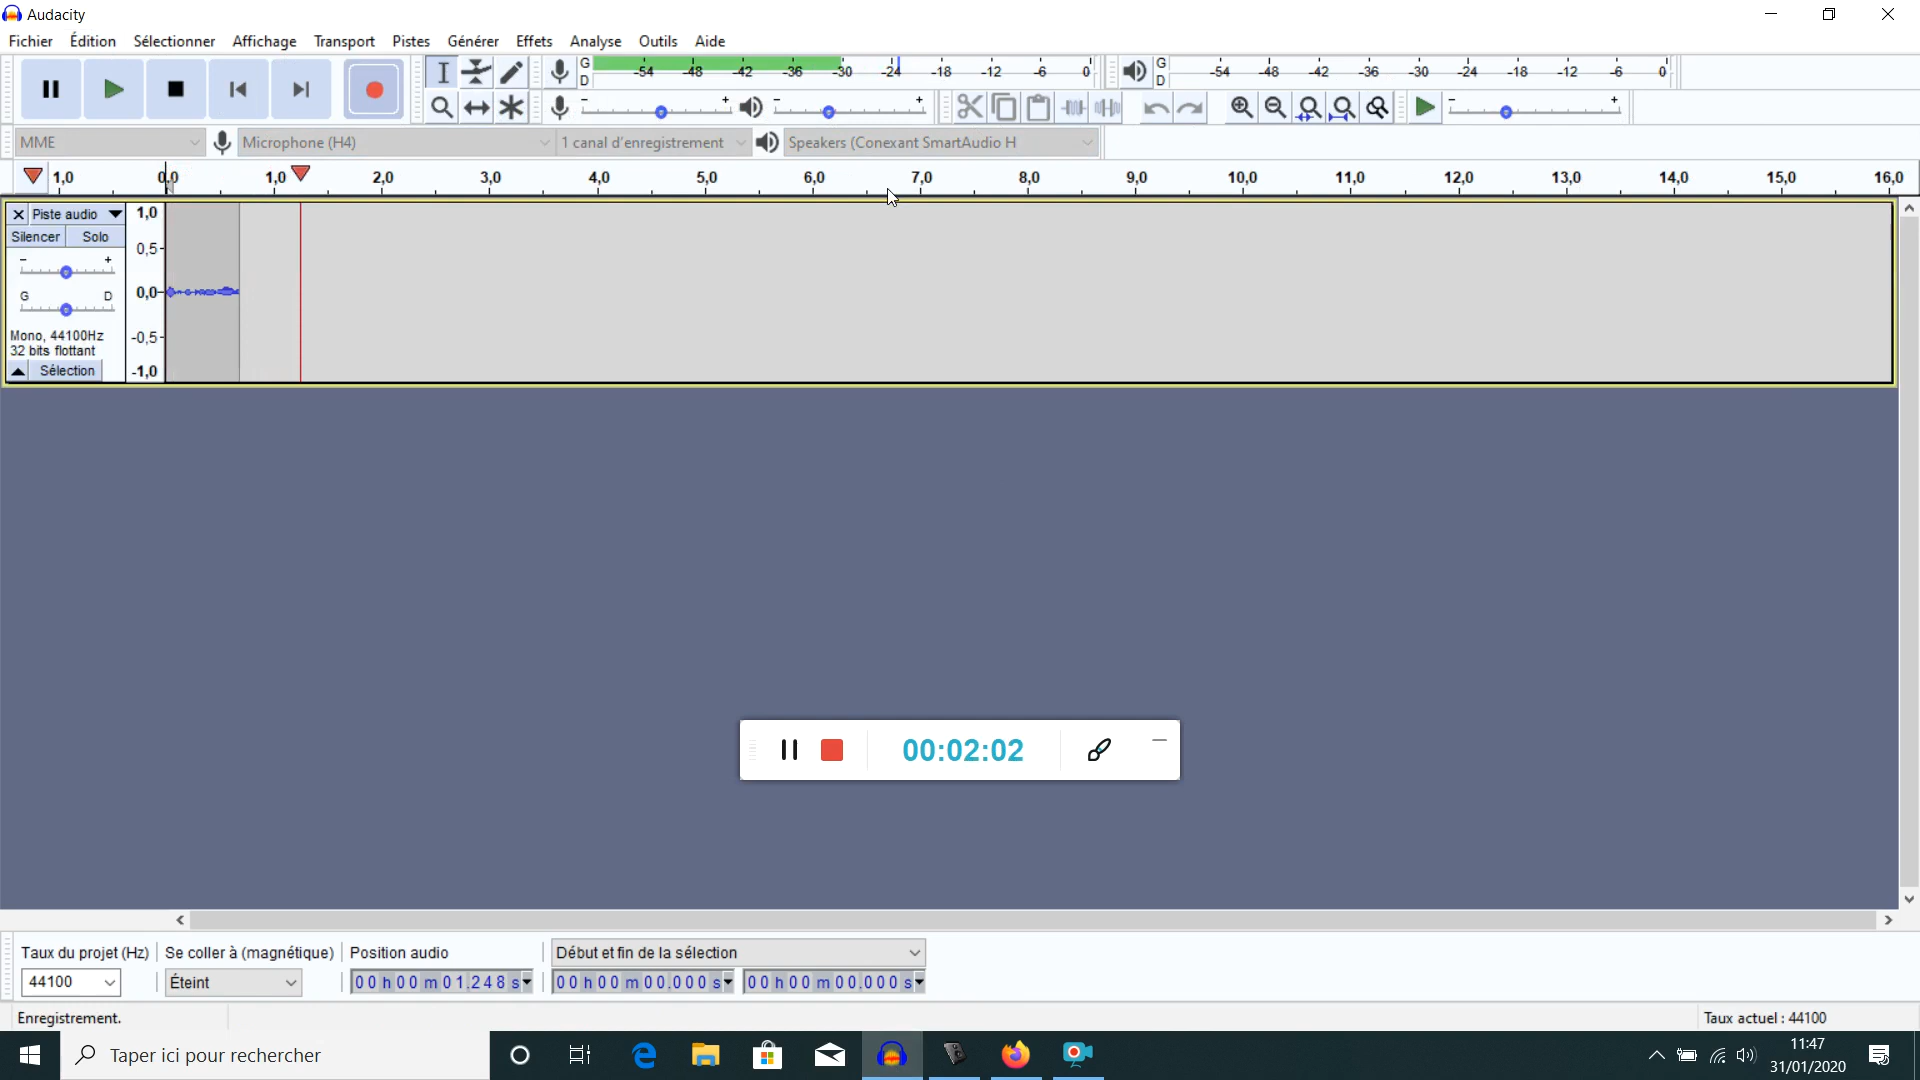 Audacity
Fichier Édition Sélectionner Affichage Transport Pistes Générer Effets Analyse Outils Aide
G D -54 -48 -42 -36 -30 -24 -18 -12 -6 0 G D -54 -48 -42 -36 -30 -24 -18 -12 -6 0
- + - + - +
MME Microphone (H4) 1 canal d'enregistrement Speakers (Conexant SmartAudio H
1,0 0,0 1,0 2,0 3,0 4,0 5,0 6,0 7,0 8,0 9,0 10,0 11,0 12,0 13,0 14,0 15,0 16,0
Piste audio 1,0
Silencer Solo
0,5-
- +
G D 0,0-
Mono, 44100Hz -0,5-
32 bits flottant
Sélection -1,0
00:02:02
Taux du projet (Hz) Se coller à (magnétique) Position audio Début et fin de la sélection
44100 Éteint 00 h 00 m 01.248 s 00 h 00 m 00.000 s 00 h 00 m 00.000 s
Enregistrement. Taux actuel : 44100
Taper ici pour rechercher
11:47
31/01/2020